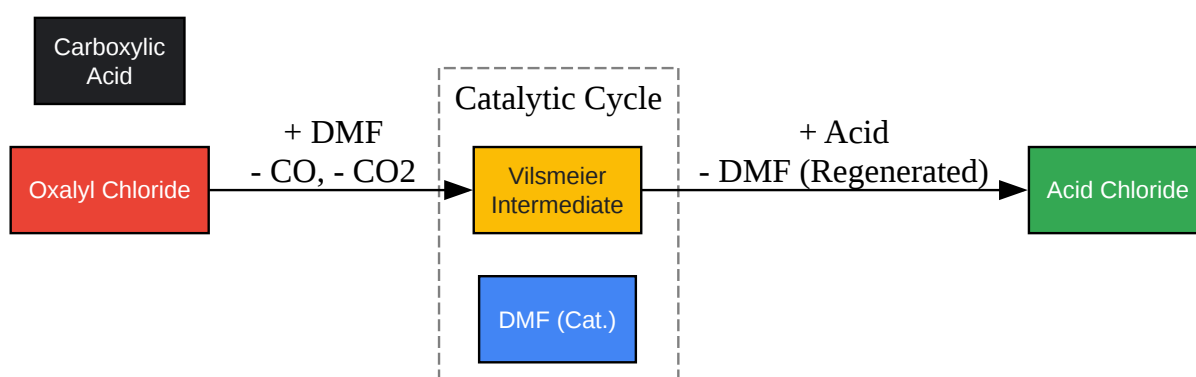 Carboxylic
Acid
Catalytic Cycle
Oxalyl Chloride
+ DMF
- CO, - CO2
Vilsmeier
Intermediate
+ Acid
- DMF (Regenerated)
Acid Chloride
DMF (Cat.)